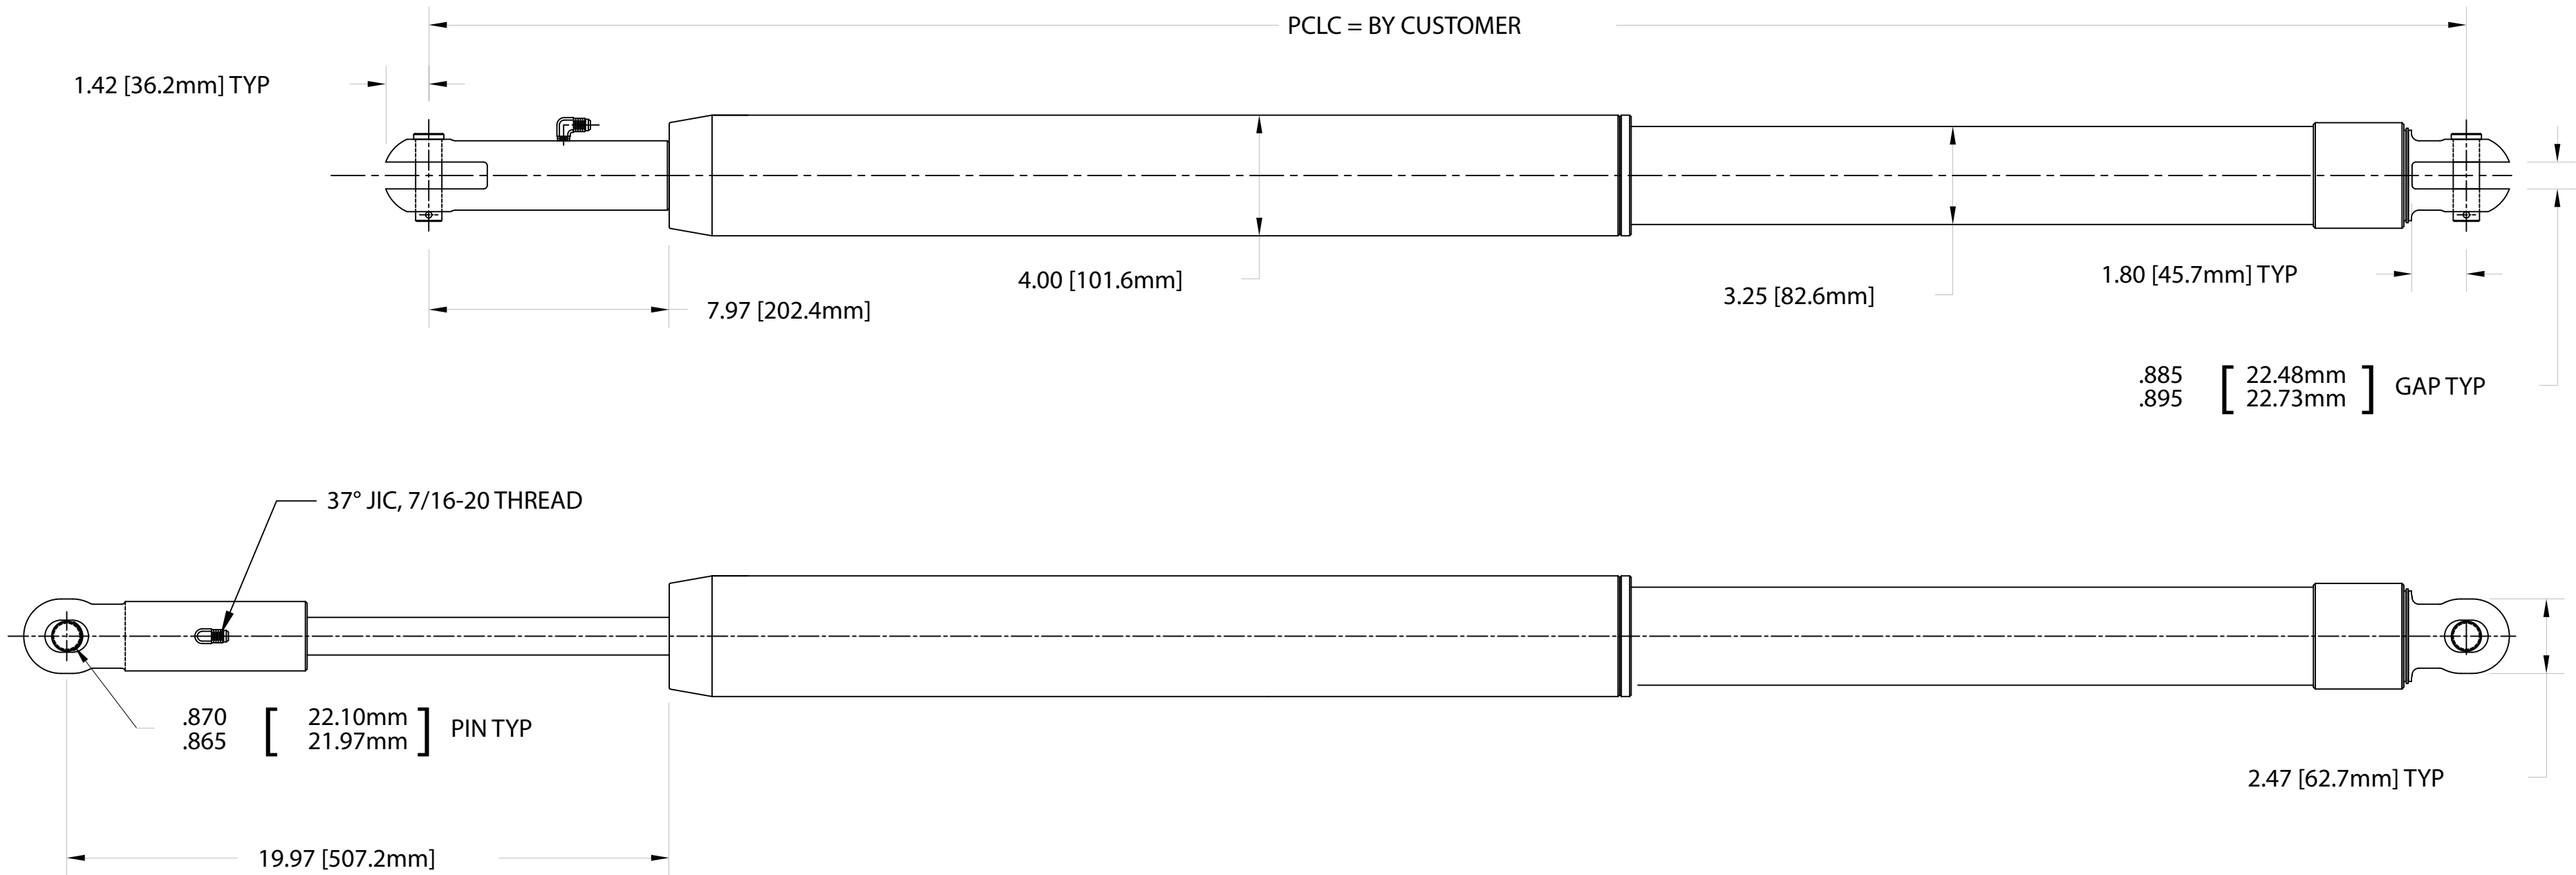 PCLC = BY CUSTOMER
1.42 [36.2mm] TYP
4.00 [101.6mm]
7.97 [202.4mm]
3.25 [82.6mm]
1.80 [45.7mm] TYP
.885 [ 22.48mm ] GAP TYP
.895 22.73mm
37° JIC, 7/16-20 THREAD
.870 [ 22.10mm ] PIN TYP
.865 21.97mm
2.47 [62.7mm] TYP
19.97 [507.2mm]